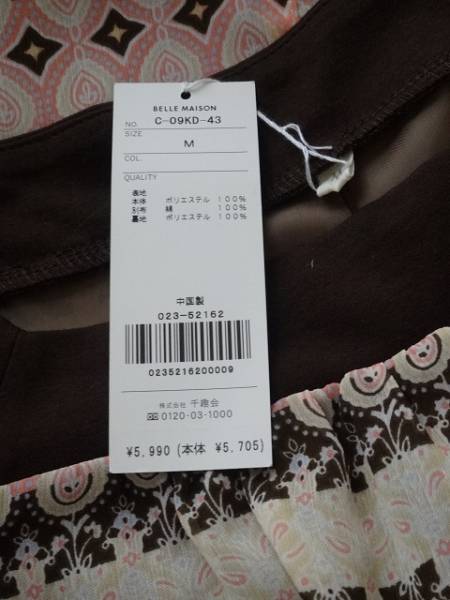 BELLE MAISON
NO. C-09KD-43
SIZE
M
COL.
QUALITY
表地
本体 ポリエステル 100%
別布 綿 100%
裏地 ポリエステル 100%
中国製
023-52162
0235216200009
株式会社 千趣会
0120-03-1000
¥5,990 (本体 ¥5,705)